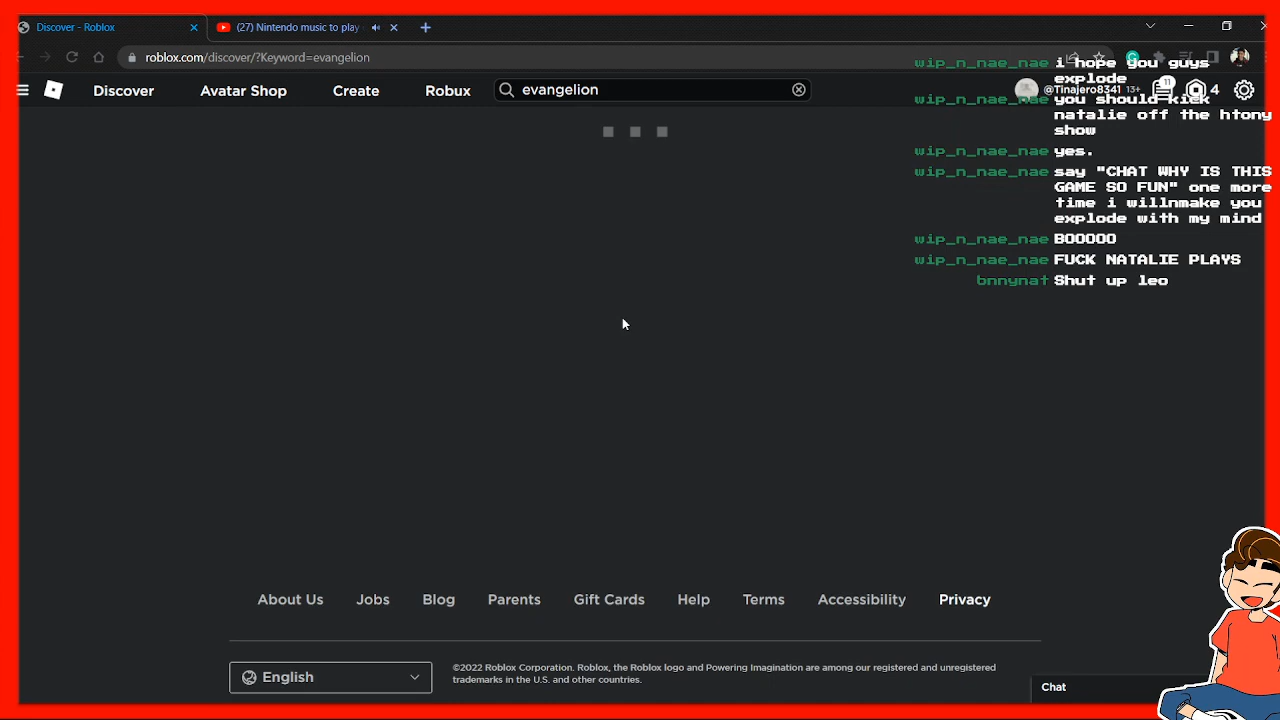 Discover - Roblox
(27) Nintendo music to play
roblox.com/discover/?Keyword=evangelion
Discover
Avatar Shop
Create
Robux
evangelion
@Tinajero8341 13+
11
4
wip_n_nae_nae i hope you guys
explode
wip_n_nae_nae you should kick
natalie off the htony
show
wip_n_nae_nae yes.
wip_n_nae_nae say "CHAT WHY IS THIS
GAME SO FUN" one more
time i willnmake you
explode with my mind
wip_n_nae_nae BOOOOO
wip_n_nae_nae FUCK NATALIE PLAYS
bnnynat Shut up leo
About Us
Jobs
Blog
Parents
Gift Cards
Help
Terms
Accessibility
Privacy
English
©2022 Roblox Corporation. Roblox, the Roblox logo and Powering Imagination are among our registered and unregistered
trademarks in the U.S. and other countries.
Chat